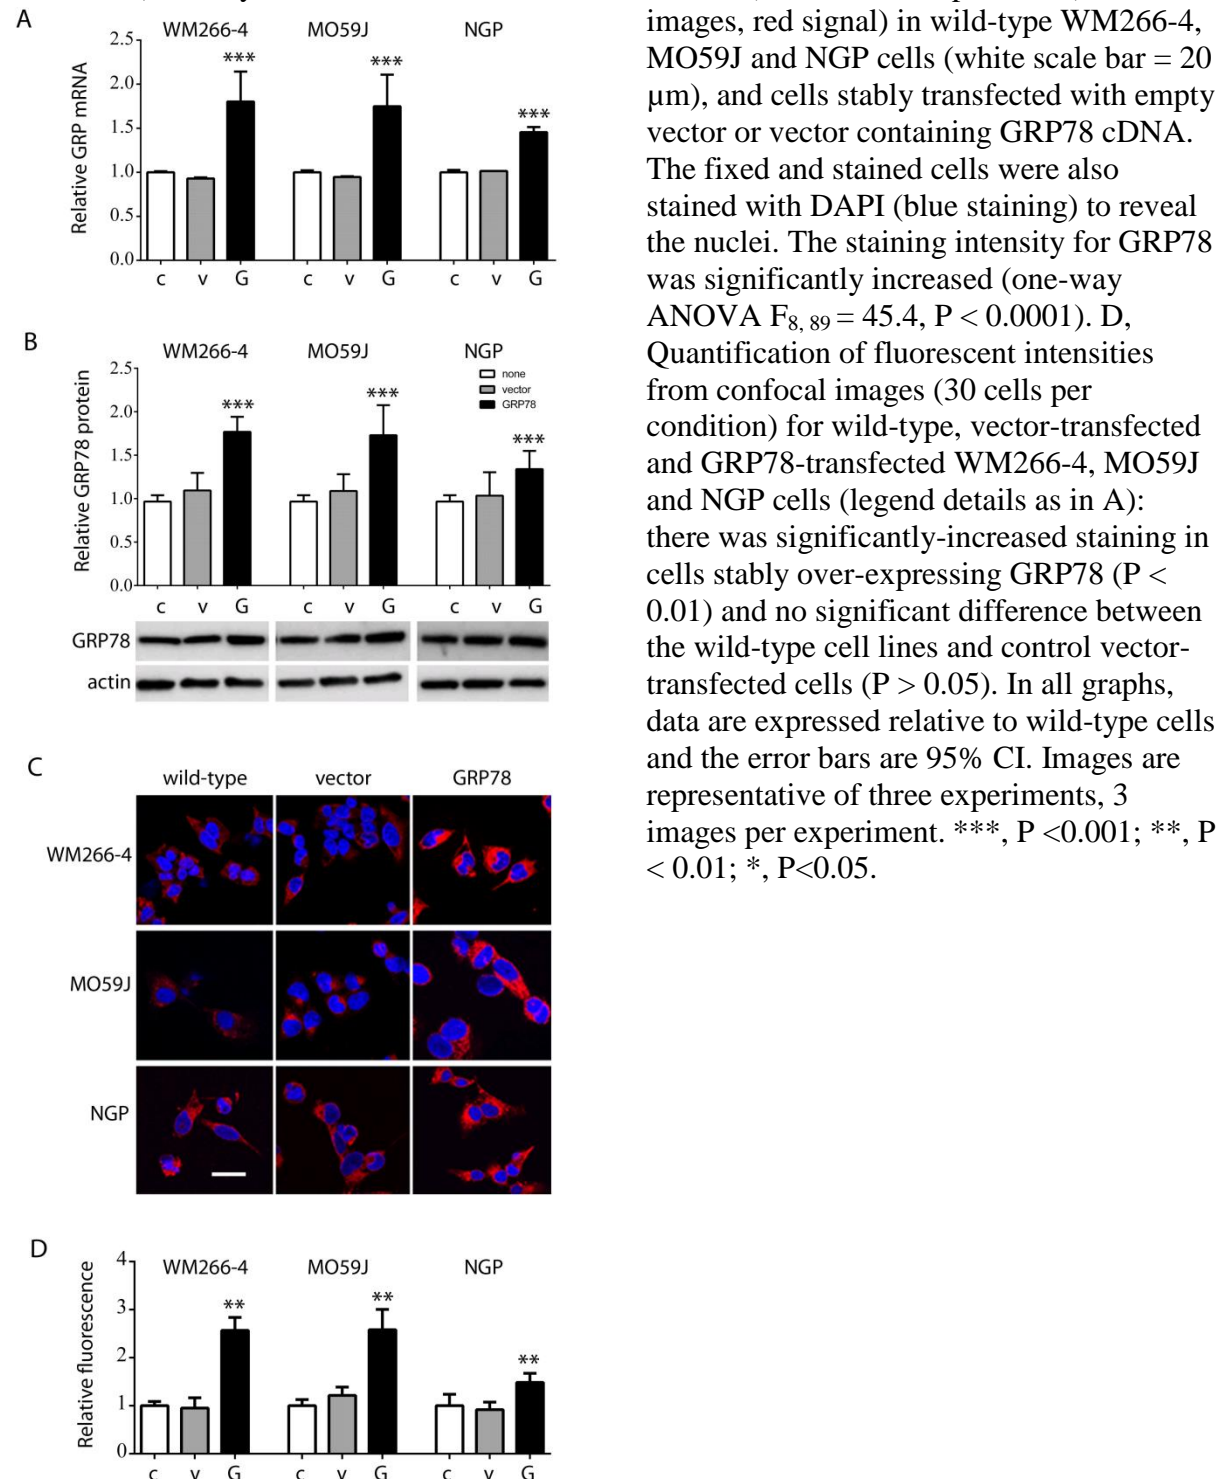 A
WM266-4 MO59J NGP
Relative GRP mRNA
2.5
2.0
1.5
1.0
0.5
0.0
*** *** ***
c v G c v G c v G
B
WM266-4 MO59J NGP
Relative GRP78 protein
2.5
2.0
1.5
1.0
0.5
0.0
none
vector
GRP78
*** *** ***
c v G c v G c v G
GRP78
actin
C
wild-type vector GRP78
WM266-4
MO59J
NGP
D
WM266-4 MO59J NGP
Relative fluorescence
4
3
2
1
0
** ** **
c v G c v G c v G
images, red signal) in wild-type WM266-4,
MO59J and NGP cells (white scale bar = 20
µm), and cells stably transfected with empty
vector or vector containing GRP78 cDNA.
The fixed and stained cells were also
stained with DAPI (blue staining) to reveal
the nuclei. The staining intensity for GRP78
was significantly increased (one-way
ANOVA F8, 89 = 45.4, P < 0.0001). D,
Quantification of fluorescent intensities
from confocal images (30 cells per
condition) for wild-type, vector-transfected
and GRP78-transfected WM266-4, MO59J
and NGP cells (legend details as in A):
there was significantly-increased staining in
cells stably over-expressing GRP78 (P <
0.01) and no significant difference between
the wild-type cell lines and control vector-
transfected cells (P > 0.05). In all graphs,
data are expressed relative to wild-type cells
and the error bars are 95% CI. Images are
representative of three experiments, 3
images per experiment. ***, P <0.001; **, P
< 0.01; *, P<0.05.